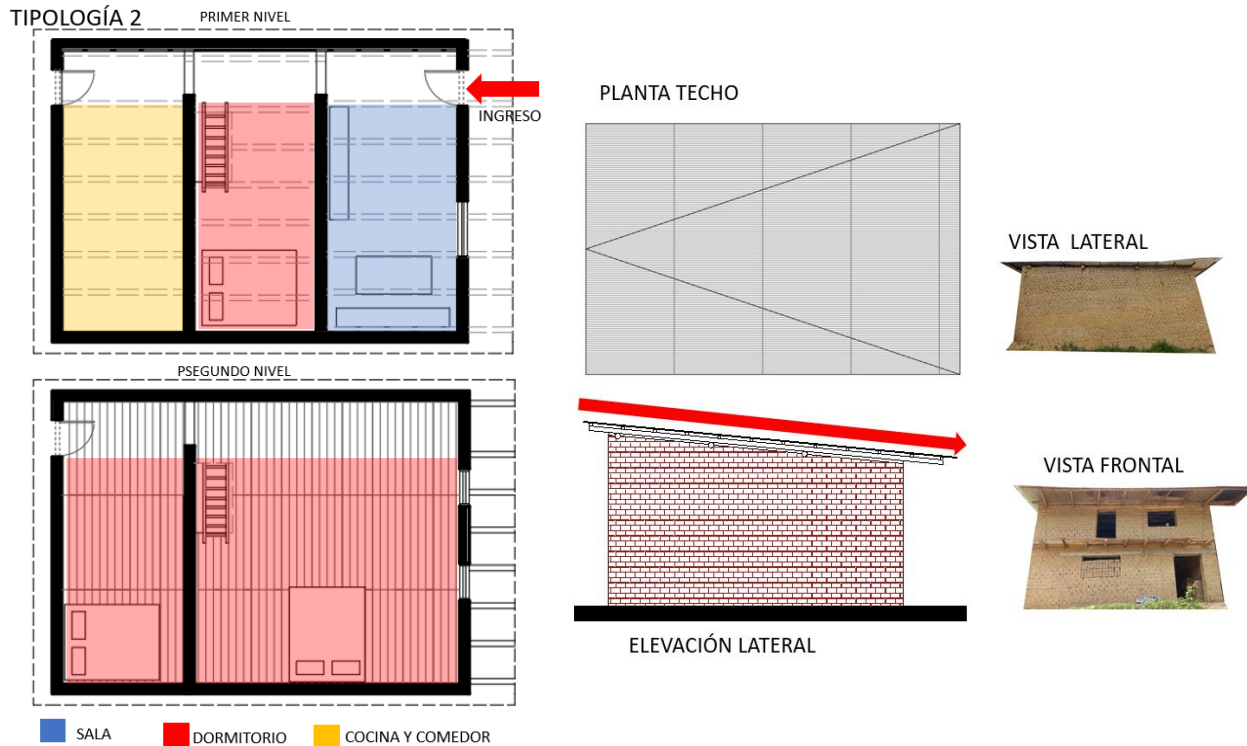 TIPOLOGÍA 2
PRIMER NIVEL
INGRESO
PLANTA TECHO
VISTA LATERAL
PSEGUNDO NIVEL
VISTA FRONTAL
ELEVACIÓN LATERAL
SALA
DORMITORIO
COCINA Y COMEDOR